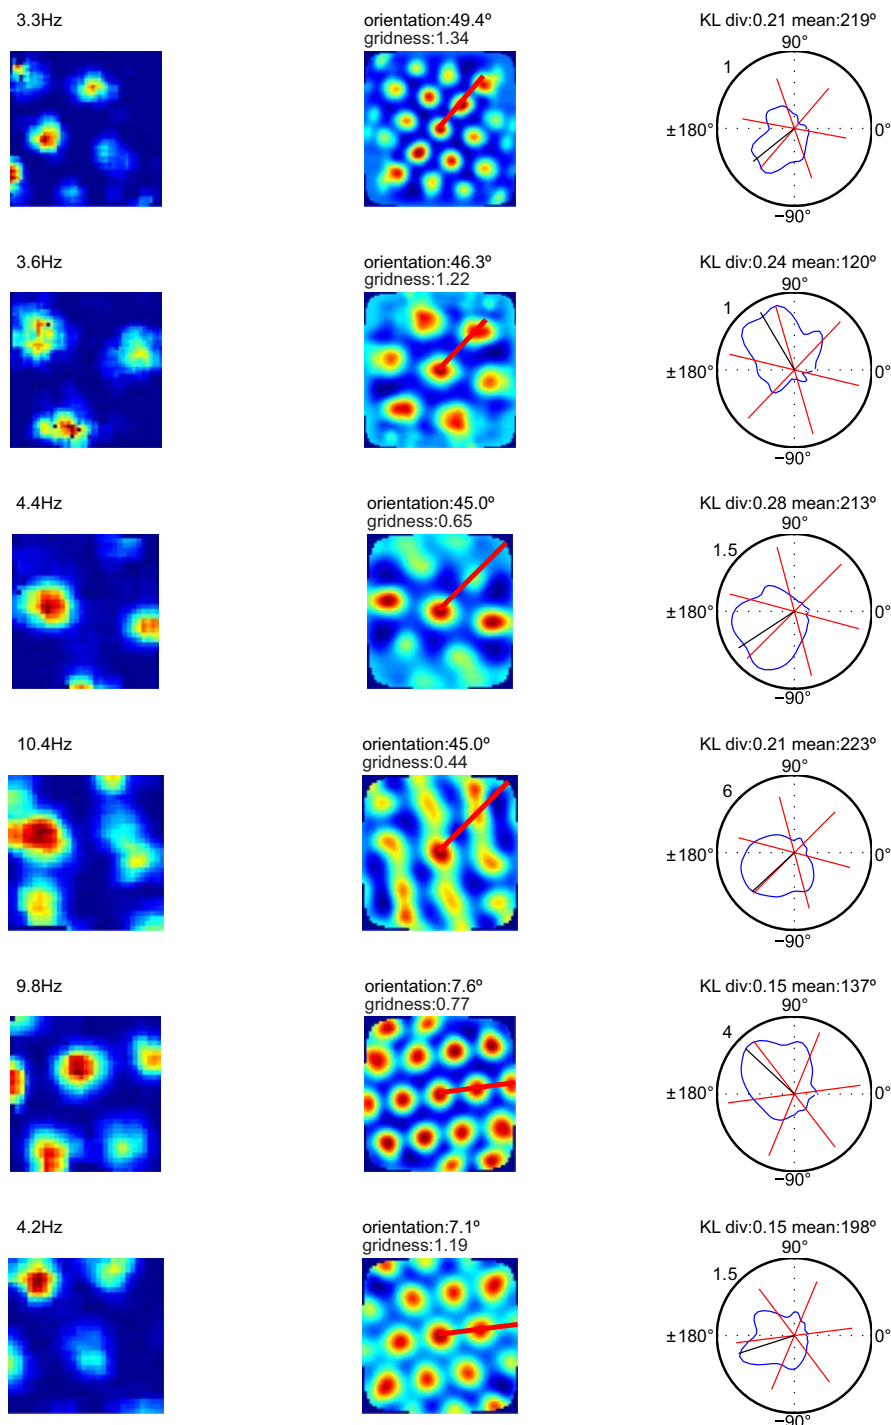 3.3Hz
orientation:49.4º
gridness:1.34
KL div:0.21 mean:219º
90°
1
±180°
0°
−90°
3.6Hz
orientation:46.3º
gridness:1.22
KL div:0.24 mean:120º
90°
1
±180°
0°
−90°
4.4Hz
orientation:45.0º
gridness:0.65
KL div:0.28 mean:213º
90°
1.5
±180°
0°
−90°
10.4Hz
orientation:45.0º
gridness:0.44
KL div:0.21 mean:223º
90°
6
±180°
0°
−90°
9.8Hz
orientation:7.6º
gridness:0.77
KL div:0.15 mean:137º
90°
4
±180°
0°
−90°
4.2Hz
orientation:7.1º
gridness:1.19
KL div:0.15 mean:198º
90°
1.5
±180°
0°
−90°